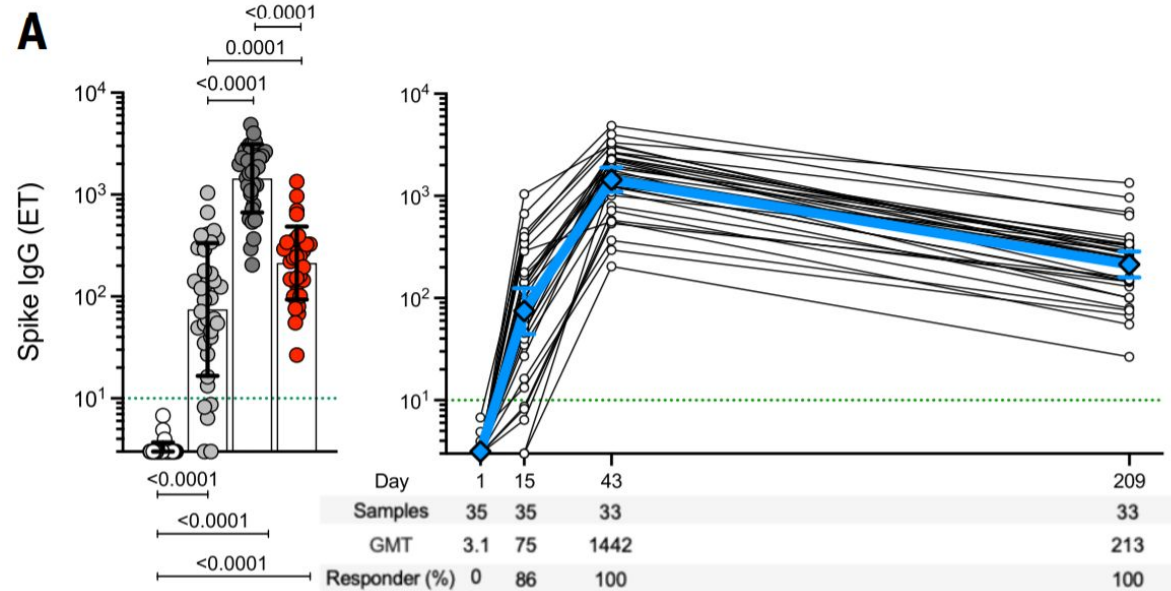 A
<0.0001
0.0001
<0.0001
10⁴
10³
10²
10¹
Spike IgG (ET)
<0.0001
<0.0001
<0.0001
10⁴
10³
10²
10¹
Day 1 15 43 209
Samples 35 35 33 33
GMT 3.1 75 1442 213
Responder (%) 0 86 100 100